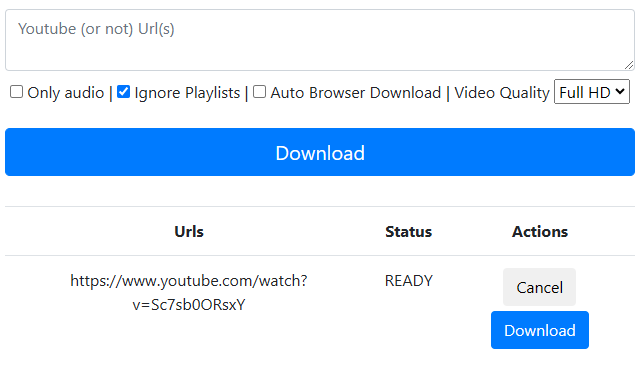 Youtube (or not) Url(s)
Only audio | Ignore Playlists | Auto Browser Download | Video Quality Full HD
Download
Urls Status Actions
https://www.youtube.com/watch? READY Cancel
v=Sc7sb0ORsxY
Download